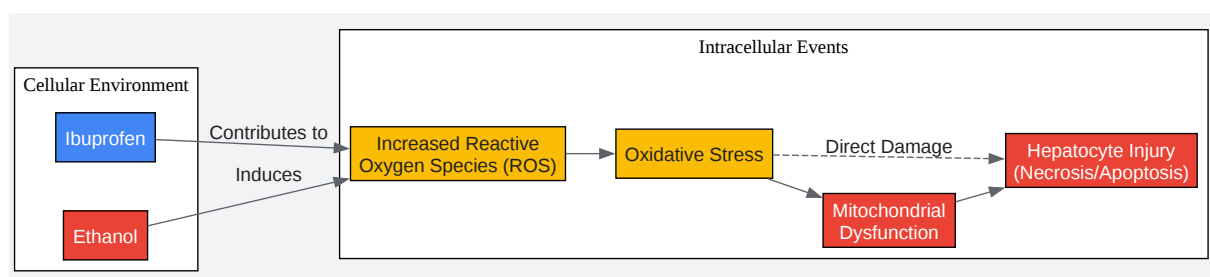 Intracellular Events
Cellular Environment
Ibuprofen
Contributes to
Induces
Ethanol
Increased Reactive
Oxygen Species (ROS)
Oxidative Stress
Direct Damage
Mitochondrial
Dysfunction
Hepatocyte Injury
(Necrosis/Apoptosis)